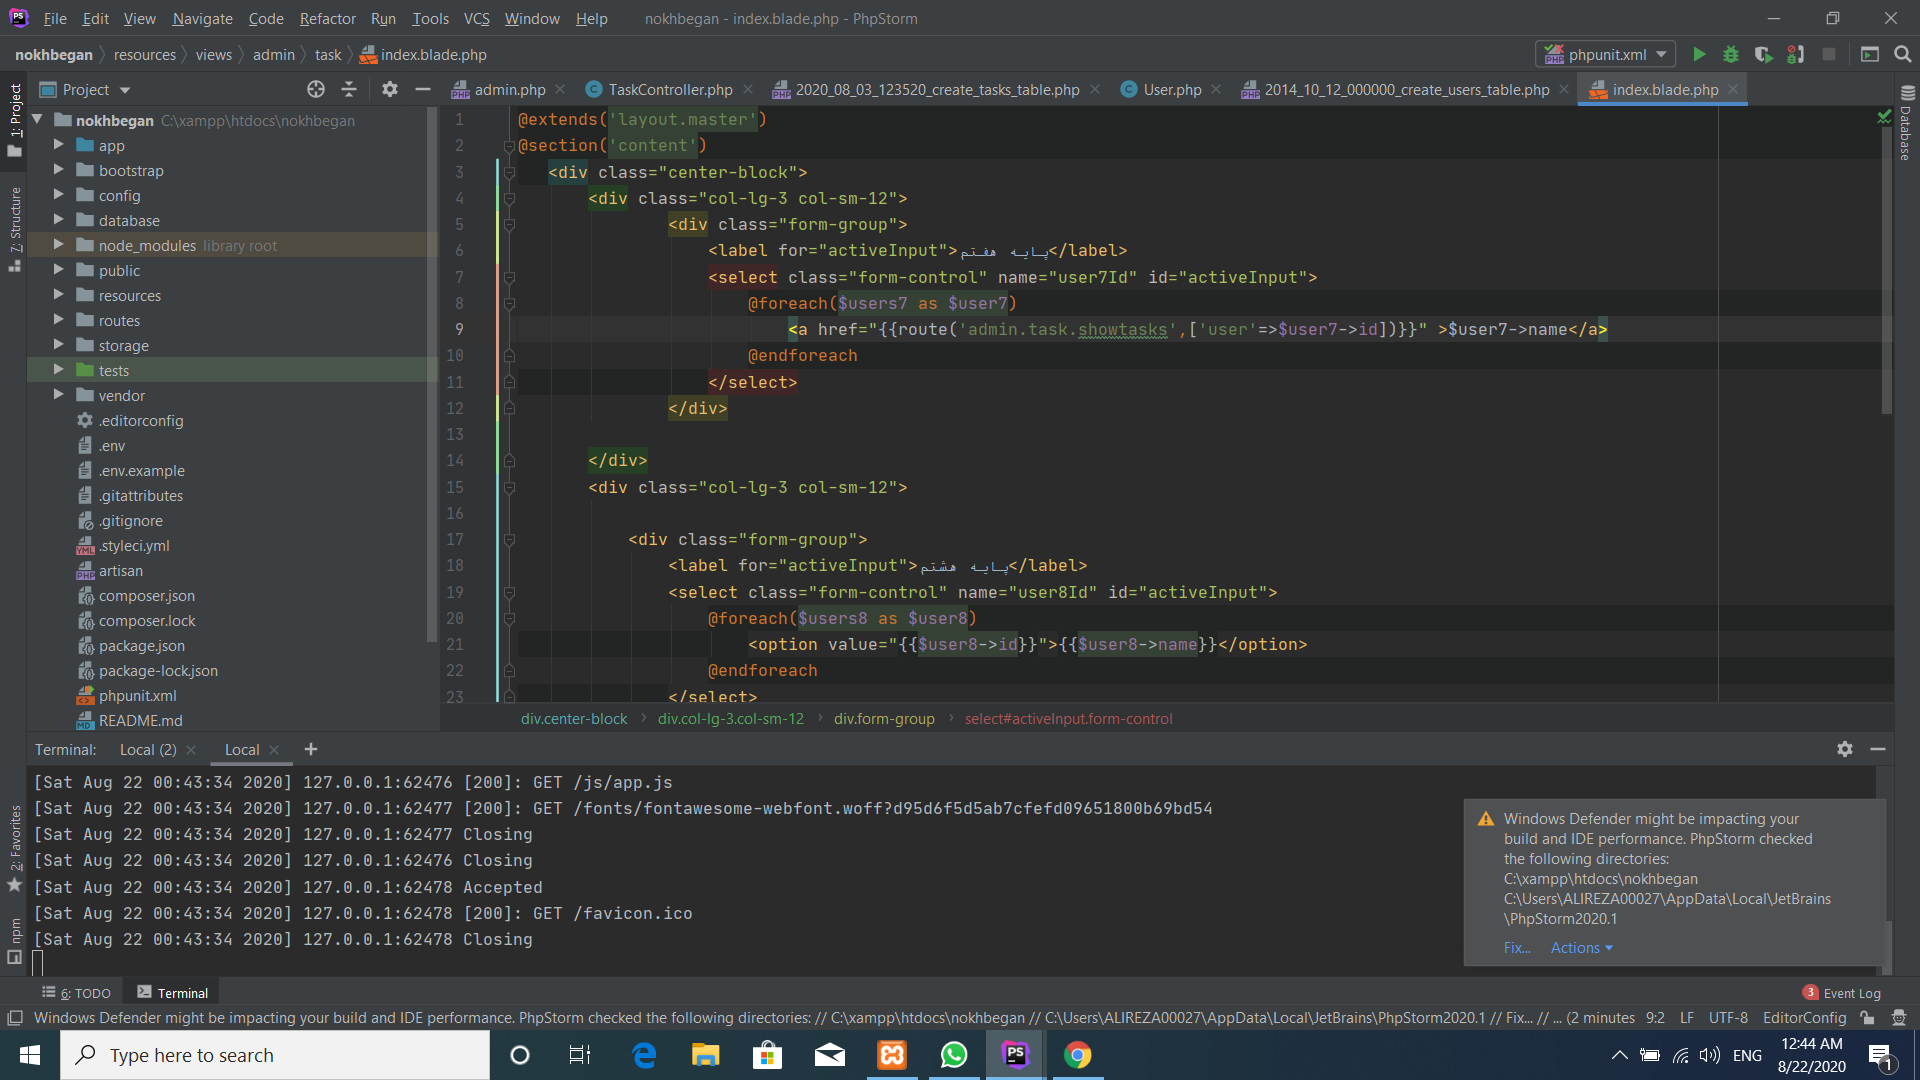 File Edit View Navigate Code Refactor Run Tools VCS Window Help nokhbegan - index.blade.php - PhpStorm
nokhbegan resources views admin task index.blade.php phpunit.xml
Project admin.php TaskController.php 2020_08_03_123520_create_tasks_table.php User.php 2014_10_12_000000_create_users_table.php index.blade.php
1: Project
7: Structure
2: Favorites
npm
Database
nokhbegan C:\xampp\htdocs\nokhbegan
app
bootstrap
config
database
node_modules library root
public
resources
routes
storage
tests
vendor
.editorconfig
.env
.env.example
.gitattributes
.gitignore
.styleci.yml
artisan
composer.json
composer.lock
package.json
package-lock.json
phpunit.xml
README.md
1 @extends('layout.master')
2 @section('content')
3 <div class="center-block">
4 <div class="col-lg-3 col-sm-12">
5 <div class="form-group">
6 <label for="activeInput">پایه هفتم</label>
7 <select class="form-control" name="user7Id" id="activeInput">
8 @foreach($users7 as $user7)
9 <a href="{{route('admin.task.showtasks',['user'=>$user7->id])}}" >$user7->name</a>
10 @endforeach
11 </select>
12 </div>
13
14 </div>
15 <div class="col-lg-3 col-sm-12">
16
17 <div class="form-group">
18 <label for="activeInput">پایه هشتم</label>
19 <select class="form-control" name="user8Id" id="activeInput">
20 @foreach($users8 as $user8)
21 <option value="{{$user8->id}}">{{$user8->name}}</option>
22 @endforeach
23 </select>
div.center-block div.col-lg-3.col-sm-12 div.form-group select#activeInput.form-control
Terminal: Local (2) Local
[Sat Aug 22 00:43:34 2020] 127.0.0.1:62476 [200]: GET /js/app.js
[Sat Aug 22 00:43:34 2020] 127.0.0.1:62477 [200]: GET /fonts/fontawesome-webfont.woff?d95d6f5d5ab7cfefd09651800b69bd54
[Sat Aug 22 00:43:34 2020] 127.0.0.1:62477 Closing
[Sat Aug 22 00:43:34 2020] 127.0.0.1:62476 Closing
[Sat Aug 22 00:43:34 2020] 127.0.0.1:62478 Accepted
[Sat Aug 22 00:43:34 2020] 127.0.0.1:62478 [200]: GET /favicon.ico
[Sat Aug 22 00:43:34 2020] 127.0.0.1:62478 Closing
Windows Defender might be impacting your
build and IDE performance. PhpStorm checked
the following directories:
C:\xampp\htdocs\nokhbegan
C:\Users\ALIREZA00027\AppData\Local\JetBrains
\PhpStorm2020.1
Fix... Actions
6: TODO Terminal 3 Event Log
Windows Defender might be impacting your build and IDE performance. PhpStorm checked the following directories: // C:\xampp\htdocs\nokhbegan // C:\Users\ALIREZA00027\AppData\Local\JetBrains\PhpStorm2020.1 // Fix... // ... (2 minutes 9:2 LF UTF-8 EditorConfig
Type here to search PS ENG 12:44 AM
8/22/2020 1